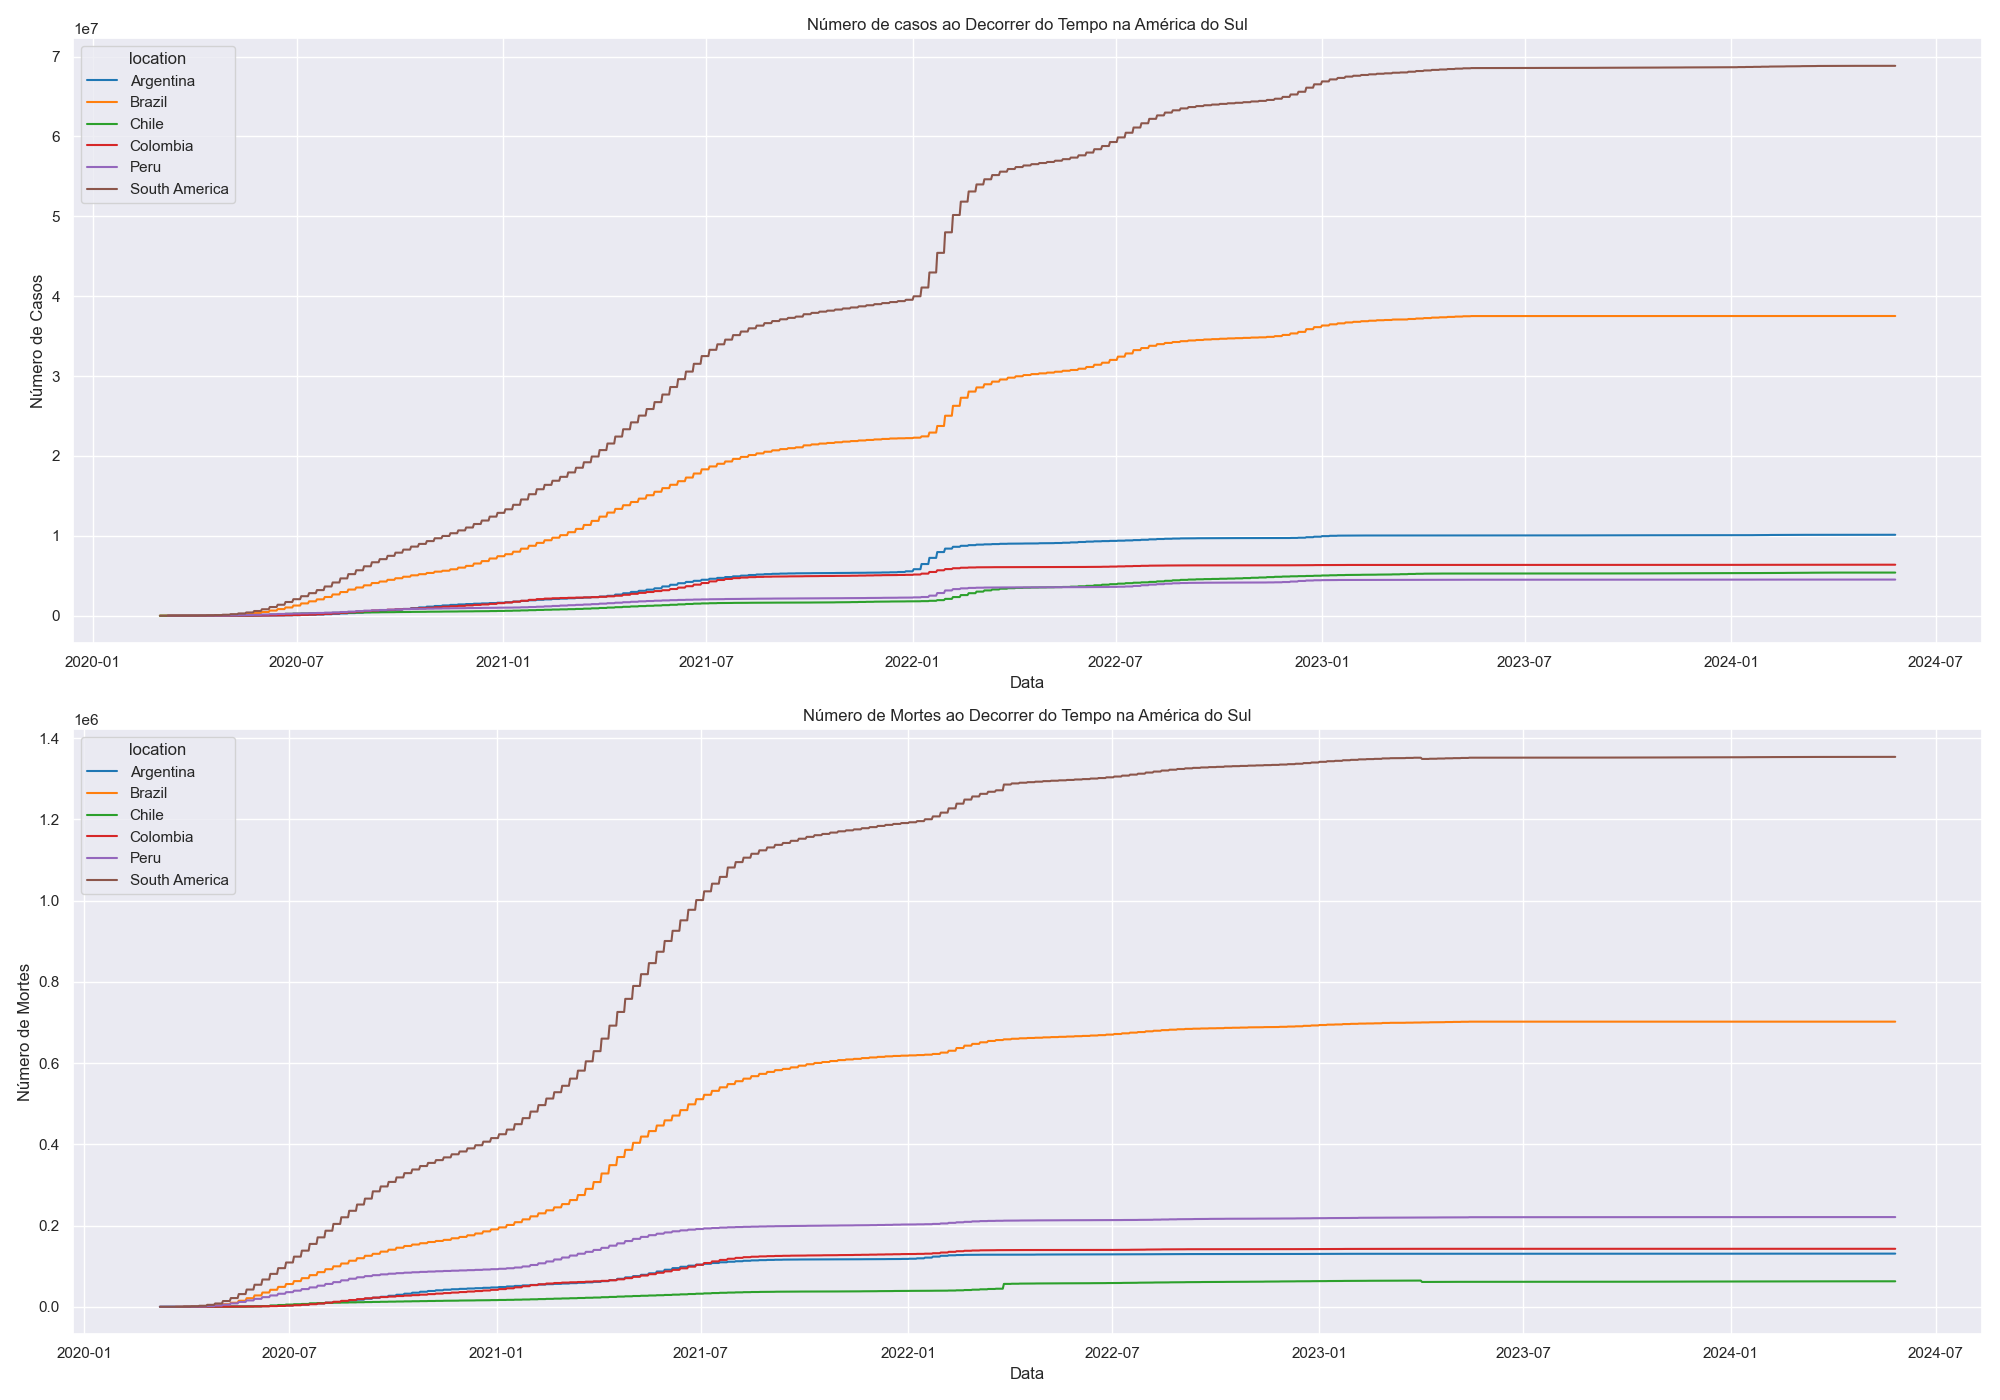 Número de casos ao Decorrer do Tempo na América do Sul
1e7
location
Argentina
Brazil
Chile
Colombia
Peru
South America
7
6
5
4
3
2
1
0
Número de Casos
2020-01 2020-07 2021-01 2021-07 2022-01 2022-07 2023-01 2023-07 2024-01 2024-07
Data
Número de Mortes ao Decorrer do Tempo na América do Sul
1e6
location
Argentina
Brazil
Chile
Colombia
Peru
South America
1.4
1.2
1.0
0.8
0.6
0.4
0.2
0.0
Número de Mortes
2020-01 2020-07 2021-01 2021-07 2022-01 2022-07 2023-01 2023-07 2024-01 2024-07
Data